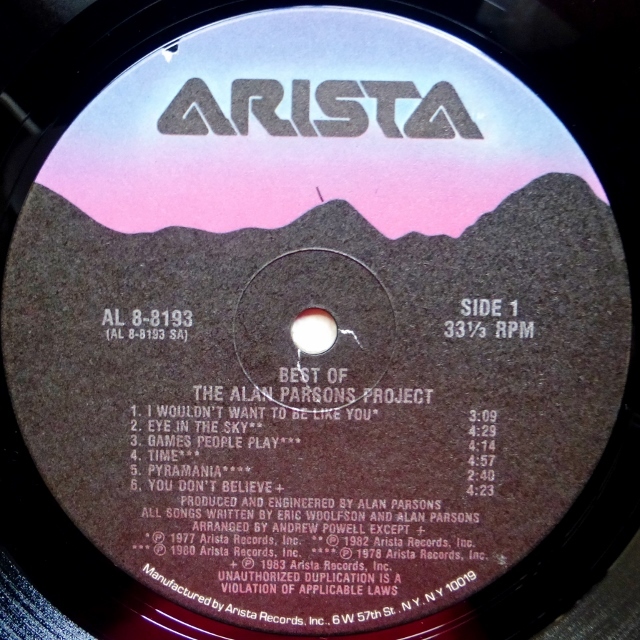 ARISTA
AL 8-8193
(AL 8-8193 SA)
SIDE 1
33⅓ RPM
BEST OF
THE ALAN PARSONS PROJECT
1. I WOULDN'T WANT TO BE LIKE YOU* 3:09
2. EYE IN THE SKY** 4:29
3. GAMES PEOPLE PLAY*** 4:14
4. TIME*** 4:57
5. PYRAMANIA**** 2:40
6. YOU DON'T BELIEVE + 4:23
PRODUCED AND ENGINEERED BY ALAN PARSONS
ALL SONGS WRITTEN BY ERIC WOOLFSON AND ALAN PARSONS
ARRANGED BY ANDREW POWELL EXCEPT +
* ℗ 1977 Arista Records, Inc. ** ℗ 1982 Arista Records, Inc.
*** ℗ 1980 Arista Records, Inc. **** ℗ 1978 Arista Records, Inc.
+ ℗ 1983 Arista Records, Inc.
UNAUTHORIZED DUPLICATION IS A
VIOLATION OF APPLICABLE LAWS
Manufactured by Arista Records, Inc., 6 W 57th St., N.Y., N.Y. 10019